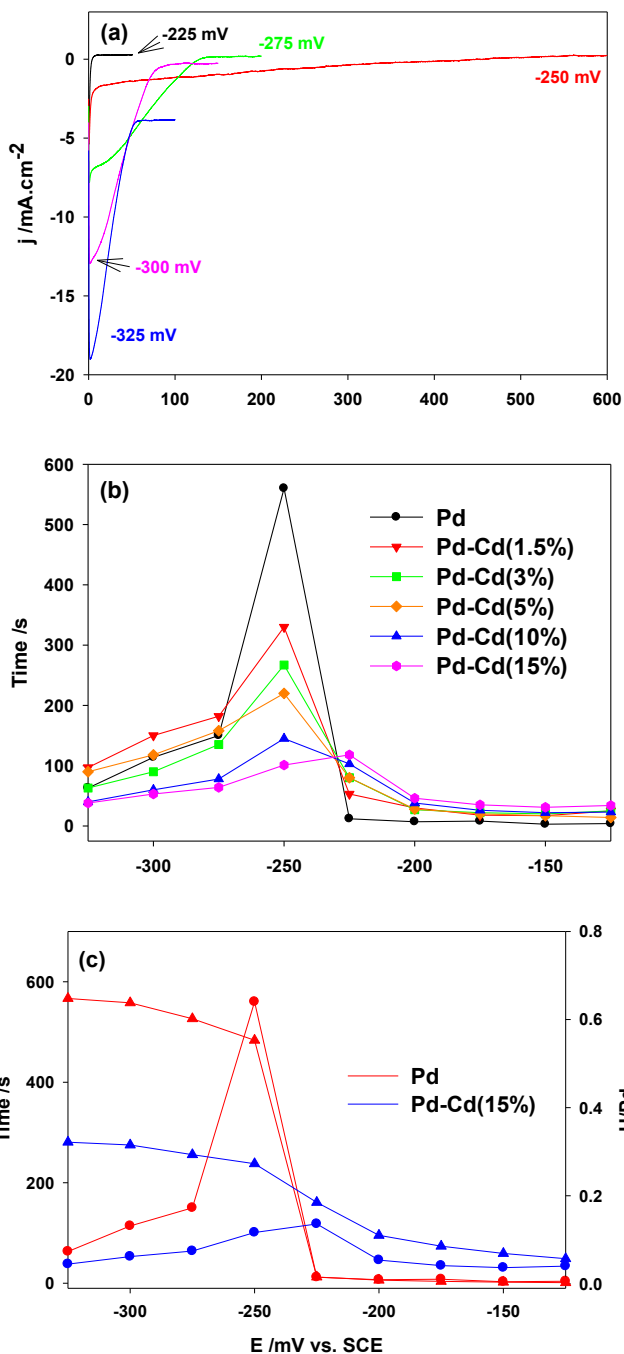 (a)
-225 mV
-275 mV
-250 mV
-300 mV
-325 mV
j /mA.cm-2
0
-5
-10
-15
-20
0 100 200 300 400 500 600
(b)
Pd
Pd-Cd(1.5%)
Pd-Cd(3%)
Pd-Cd(5%)
Pd-Cd(10%)
Pd-Cd(15%)
Time /s
600
500
400
300
200
100
0
-300 -250 -200 -150
(c)
Pd
Pd-Cd(15%)
Time /s
600
400
200
0
0.8
0.6
0.4
0.2
0.0
-300 -250 -200 -150
E /mV vs. SCE